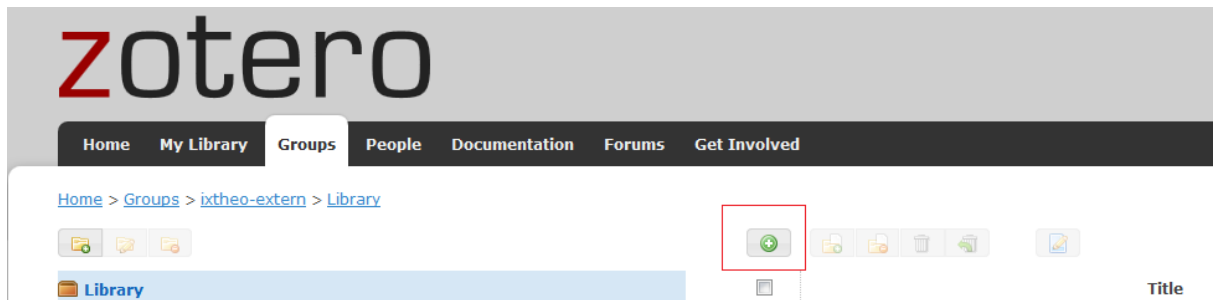 zotero
Home My Library Groups People Documentation Forums Get Involved
Home > Groups > ixtheo-extern > Library
Library
Title